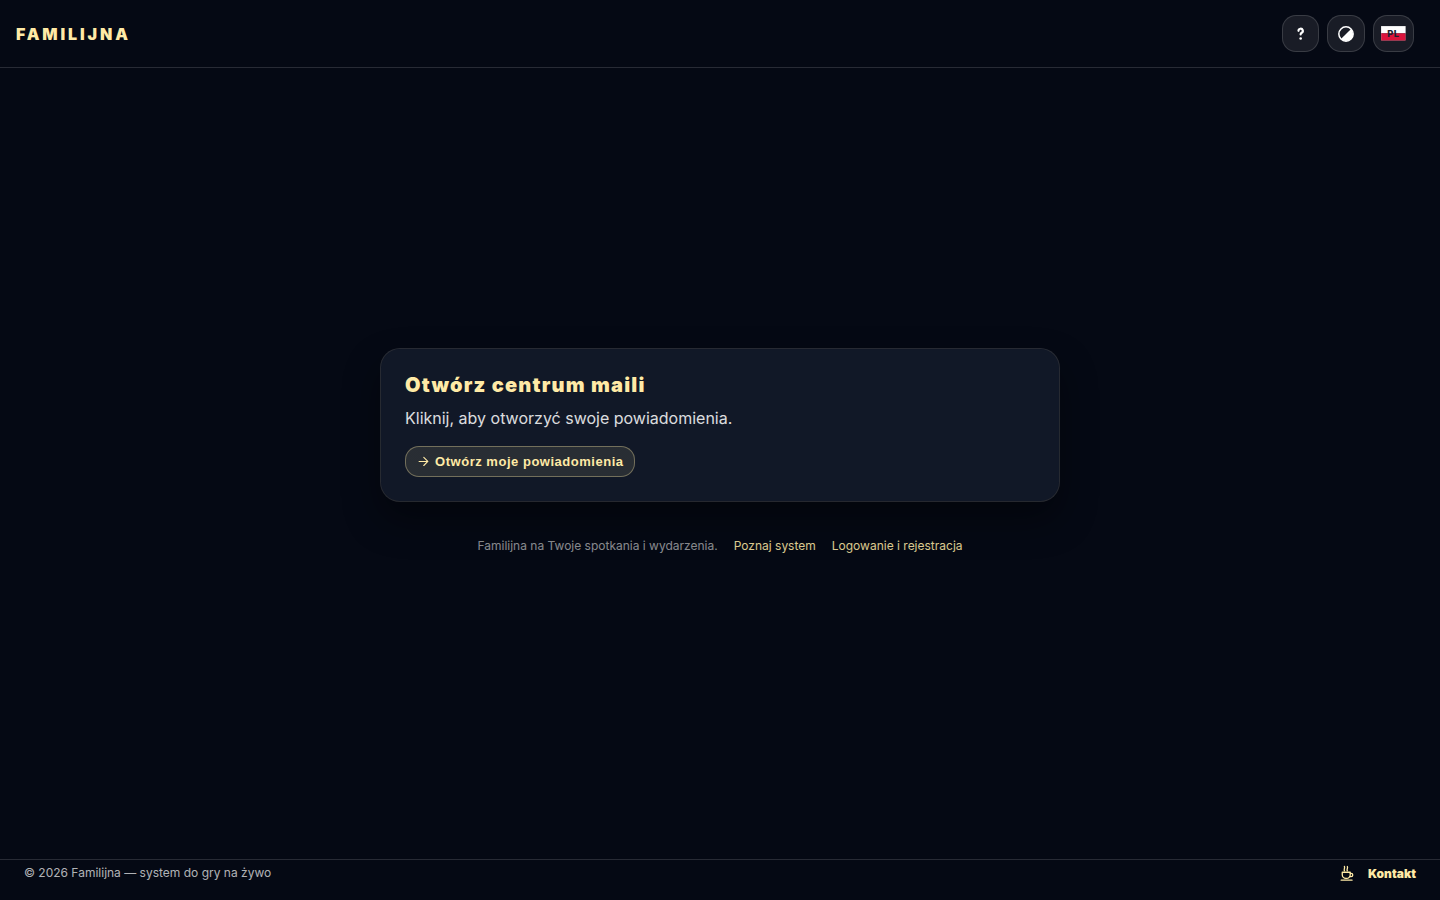 FAMILIJNA
?
PL
Otwórz centrum maili
Kliknij, aby otworzyć swoje powiadomienia.
→ Otwórz moje powiadomienia
Familijna na Twoje spotkania i wydarzenia. Poznaj system Logowanie i rejestracja
© 2026 Familijna — system do gry na żywo
Kontakt